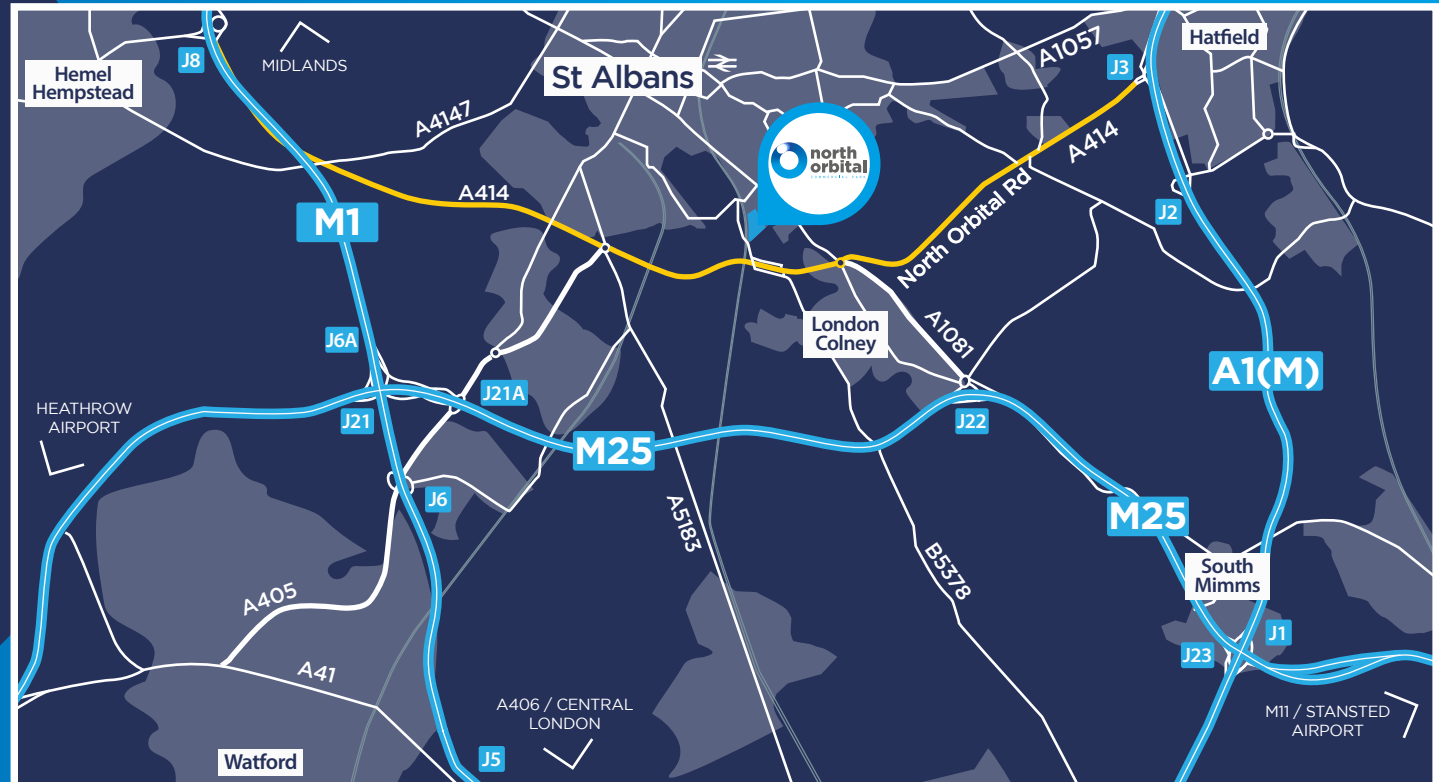 J8
MIDLANDS
Hemel
Hempstead
St Albans
A1057
J3
Hatfield
A4147
north
orbital
COMMERCIAL PARK
A414
A414
North Orbital Rd
J2
M1
J6A
London
Colney
A1081
A1(M)
HEATHROW
AIRPORT
J21
J21A
J22
M25
J6
A5183
M25
B5378
South
Mimms
A405
A41
J1
J23
A406 / CENTRAL
LONDON
M11 / STANSTED
AIRPORT
Watford
J5